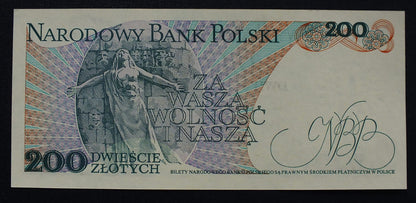 NARODOWY BANK POLSKI
200
ZA
WASZĄ
WOLNOŚĆ
I NASZĄ
NBP
200
DWIEŚCIE
ZŁOTYCH
BILETY NARODOWEGO BANKU POLSKIEGO SĄ PRAWNYM ŚRODKIEM PŁATNICZYM W POLSCE